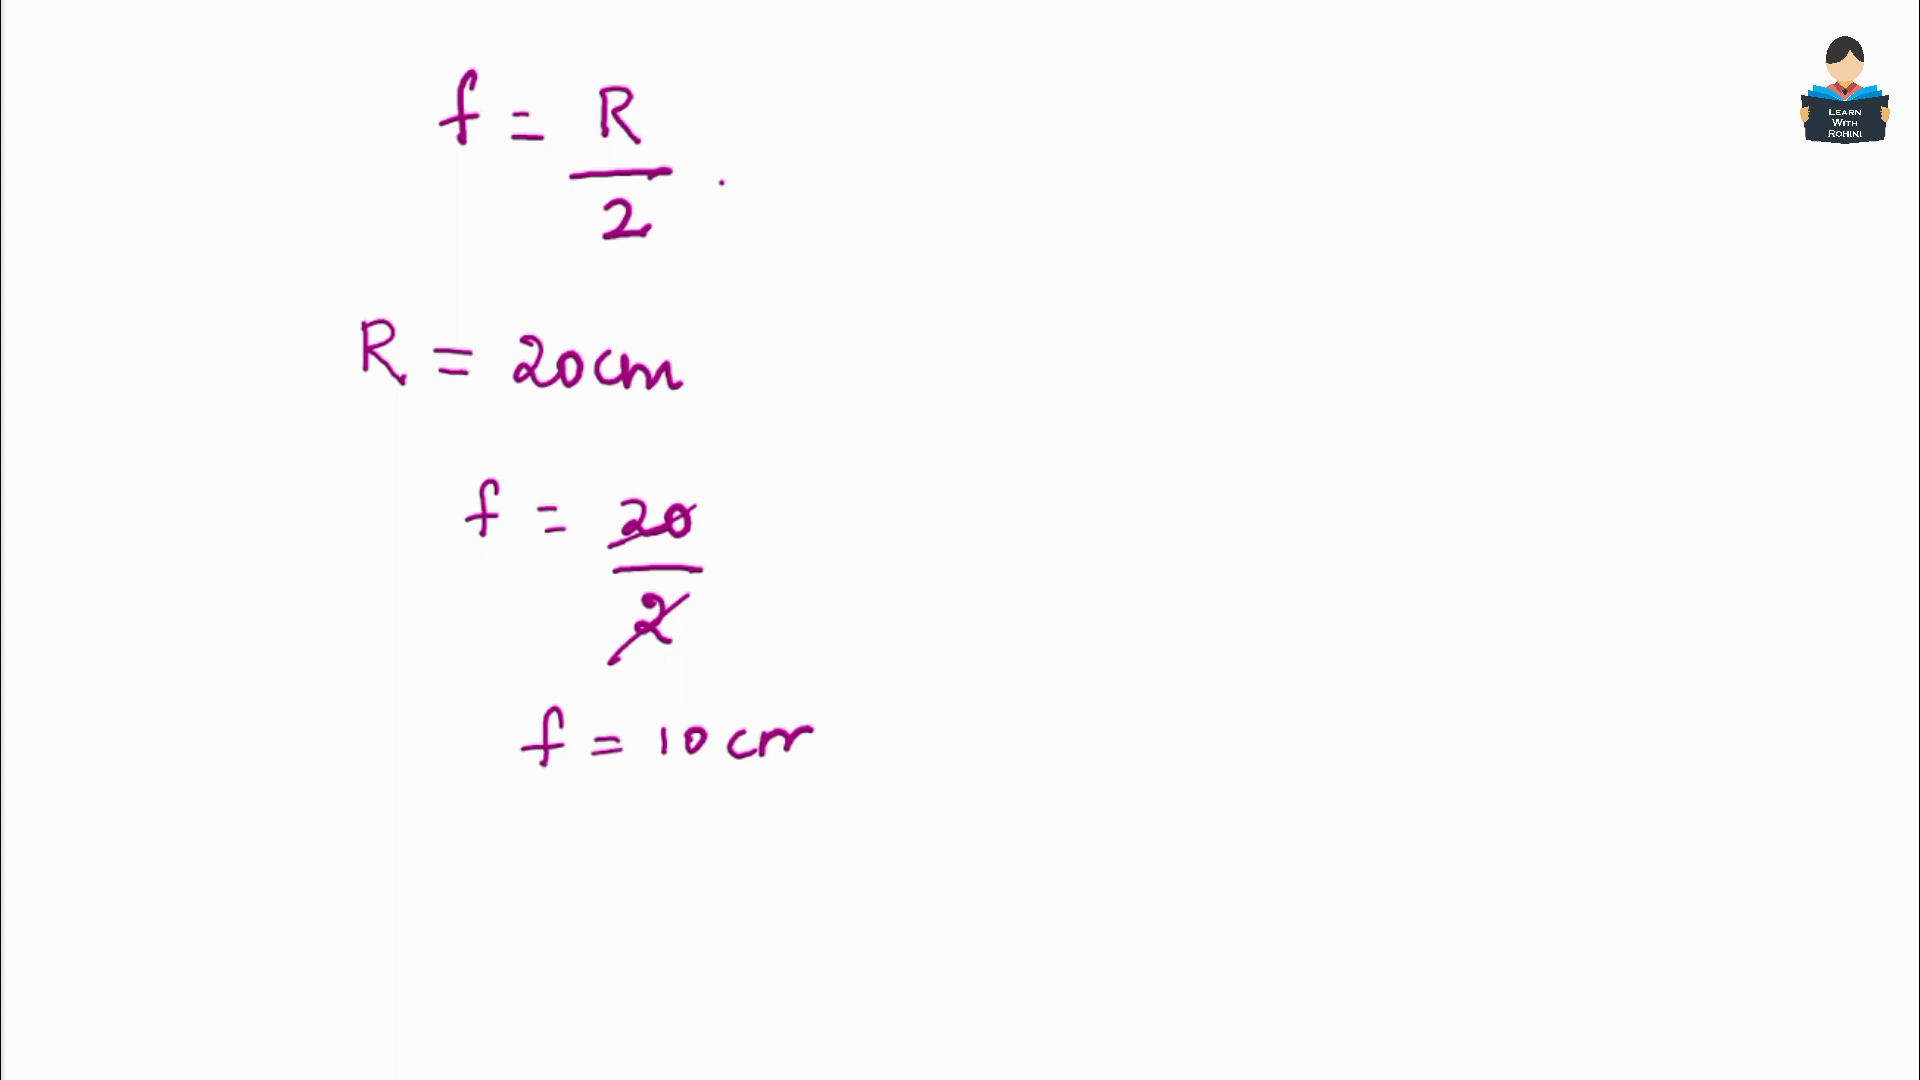 f = R/2 .
R = 20cm
f = 20/2
f = 10 cm
LEARN
WITH
ROHINI